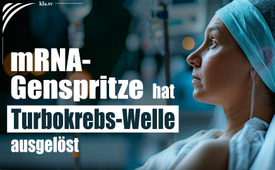 kla.tv
mRNA-
Genspritze hat
Turbokrebs-Welle
ausgelöst